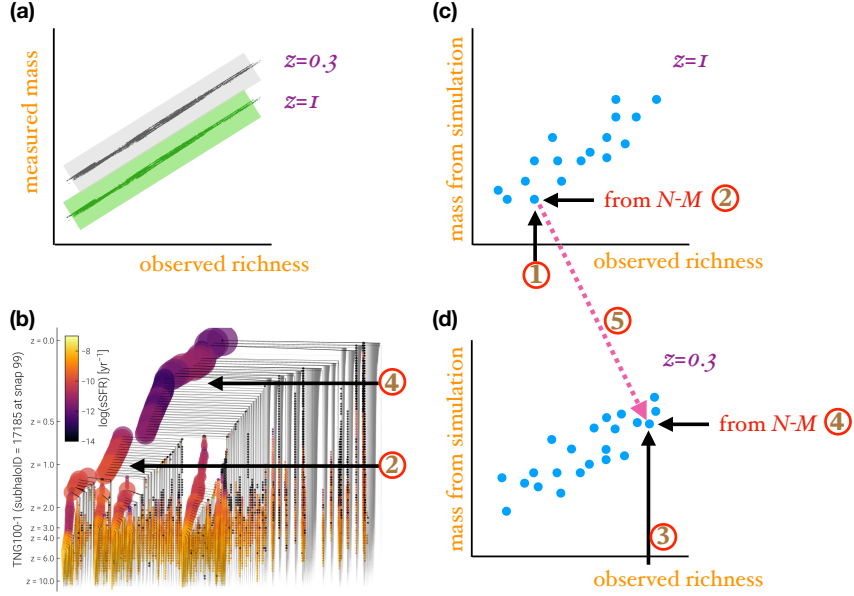 (a)
measured mass
z=0.3
z=1
observed richness
(b)
TNG100-1 (subhaloID = 17185 at snap 99)
z = 0.0
z = 0.5
z = 1.0
z = 2.0
z = 3.0
z = 4.0
z = 6.0
z = 10.0
−8
−10
−12
−14
log(sSFR) [yr⁻¹]
4
2
(c)
mass from simulation
z=1
from N-M 2
1
observed richness
5
(d)
mass from simulation
z=0.3
from N-M 4
3
observed richness